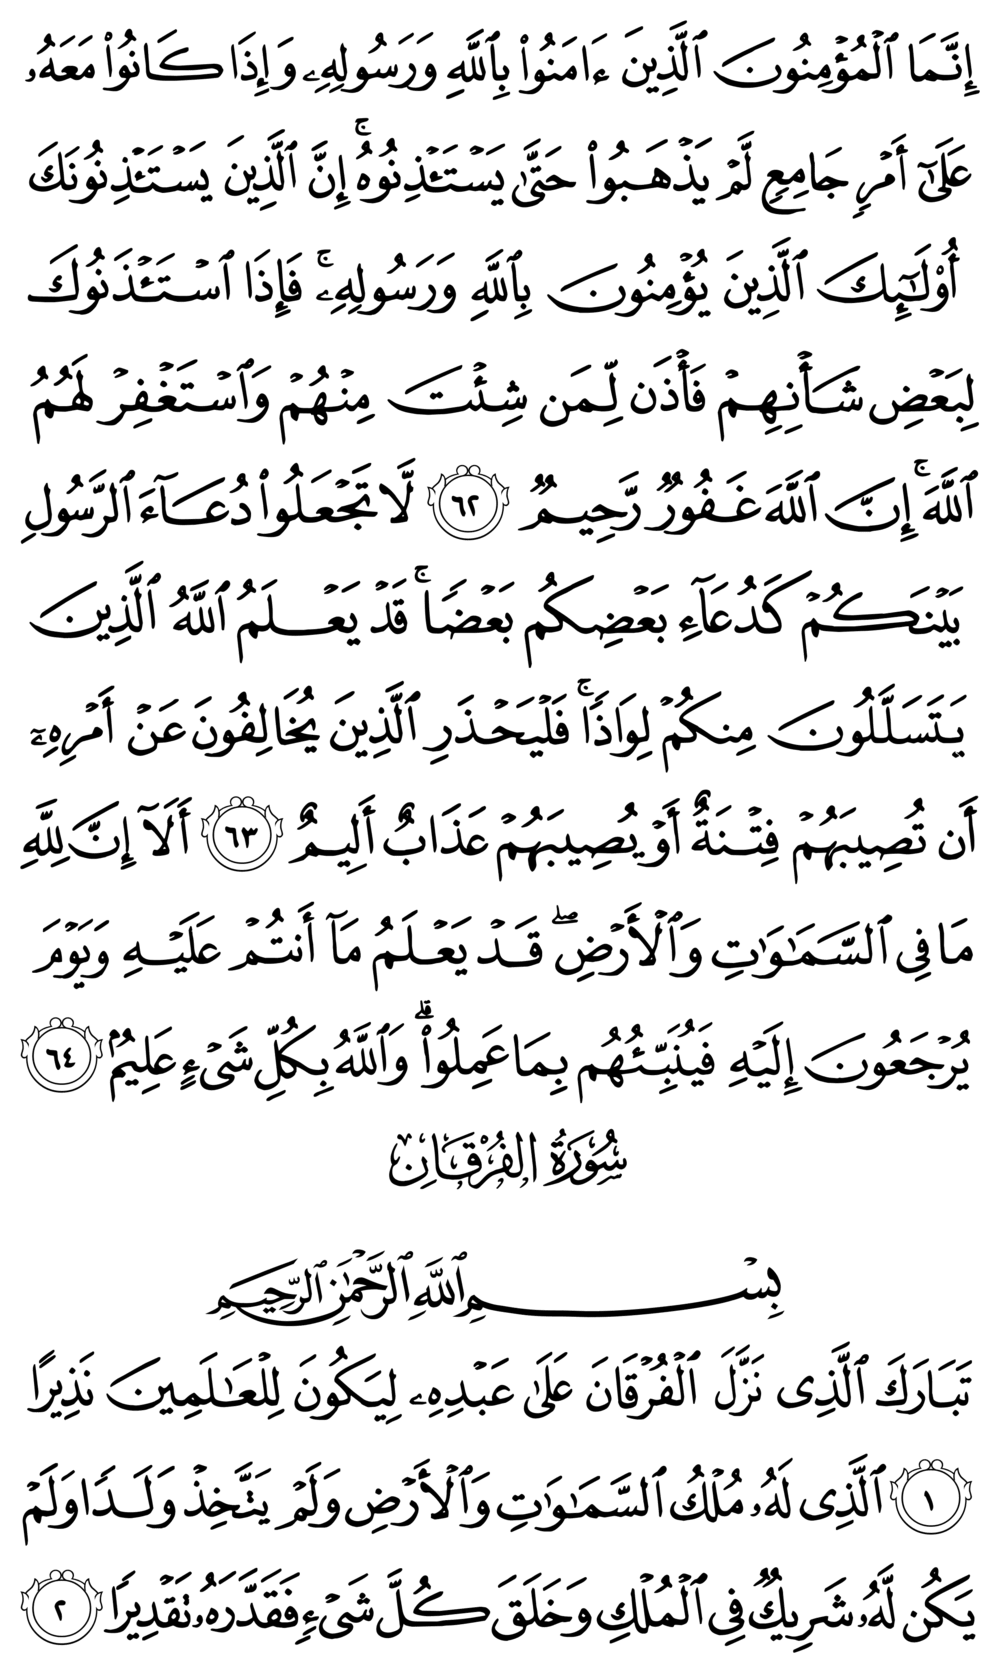 إِنَّمَا ٱلۡمُؤۡمِنُونَ ٱلَّذِينَ ءَامَنُواْ بِٱللَّهِ وَرَسُولِهِۦ وَإِذَا كَانُواْ مَعَهُۥ
عَلَىٰٓ أَمۡرٖ جَامِعٖ لَّمۡ يَذۡهَبُواْ حَتَّىٰ يَسۡتَـٔۡذِنُوهُۚ إِنَّ ٱلَّذِينَ يَسۡتَـٔۡذِنُونَكَ
أُوْلَٰٓئِكَ ٱلَّذِينَ يُؤۡمِنُونَ بِٱللَّهِ وَرَسُولِهِۦۚ فَإِذَا ٱسۡتَـٔۡذَنُوكَ
لِبَعۡضِ شَأۡنِهِمۡ فَأۡذَن لِّمَن شِئۡتَ مِنۡهُمۡ وَٱسۡتَغۡفِرۡ لَهُمُ
ٱللَّهَۚ إِنَّ ٱللَّهَ غَفُورٞ رَّحِيمٞ ٦٢ لَّا تَجۡعَلُواْ دُعَآءَ ٱلرَّسُولِ
بَيۡنَكُمۡ كَدُعَآءِ بَعۡضِكُم بَعۡضٗاۚ قَدۡ يَعۡلَمُ ٱللَّهُ ٱلَّذِينَ
يَتَسَلَّلُونَ مِنكُمۡ لِوَاذٗاۚ فَلۡيَحۡذَرِ ٱلَّذِينَ يُخَالِفُونَ عَنۡ أَمۡرِهِۦٓ
أَن تُصِيبَهُمۡ فِتۡنَةٌ أَوۡ يُصِيبَهُمۡ عَذَابٌ أَلِيمٌ ٦٣ أَلَآ إِنَّ لِلَّهِ
مَا فِي ٱلسَّمَٰوَٰتِ وَٱلۡأَرۡضِۖ قَدۡ يَعۡلَمُ مَآ أَنتُمۡ عَلَيۡهِ وَيَوۡمَ
يُرۡجَعُونَ إِلَيۡهِ فَيُنَبِّئُهُم بِمَا عَمِلُواْۗ وَٱللَّهُ بِكُلِّ شَيۡءٍ عَلِيمُۢ ٦٤
سُورَةُ الفُرۡقَانِ
بِسۡمِ ٱللَّهِ ٱلرَّحۡمَٰنِ ٱلرَّحِيمِ
تَبَارَكَ ٱلَّذِي نَزَّلَ ٱلۡفُرۡقَانَ عَلَىٰ عَبۡدِهِۦ لِيَكُونَ لِلۡعَٰلَمِينَ نَذِيرًا
١ ٱلَّذِي لَهُۥ مُلۡكُ ٱلسَّمَٰوَٰتِ وَٱلۡأَرۡضِ وَلَمۡ يَتَّخِذۡ وَلَدٗا وَلَمۡ
يَكُن لَّهُۥ شَرِيكٞ فِي ٱلۡمُلۡكِ وَخَلَقَ كُلَّ شَيۡءٖ فَقَدَّرَهُۥ تَقۡدِيرٗا ٢